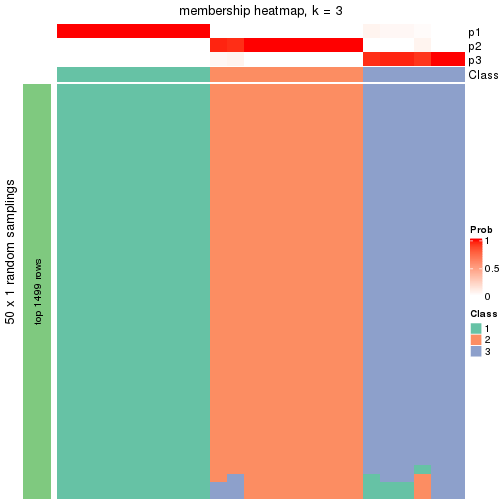 membership heatmap, k = 3
p1
p2
p3
Class
50 x 1 random samplings
top 1499 rows
Prob
1
0.5
0
Class
1
2
3